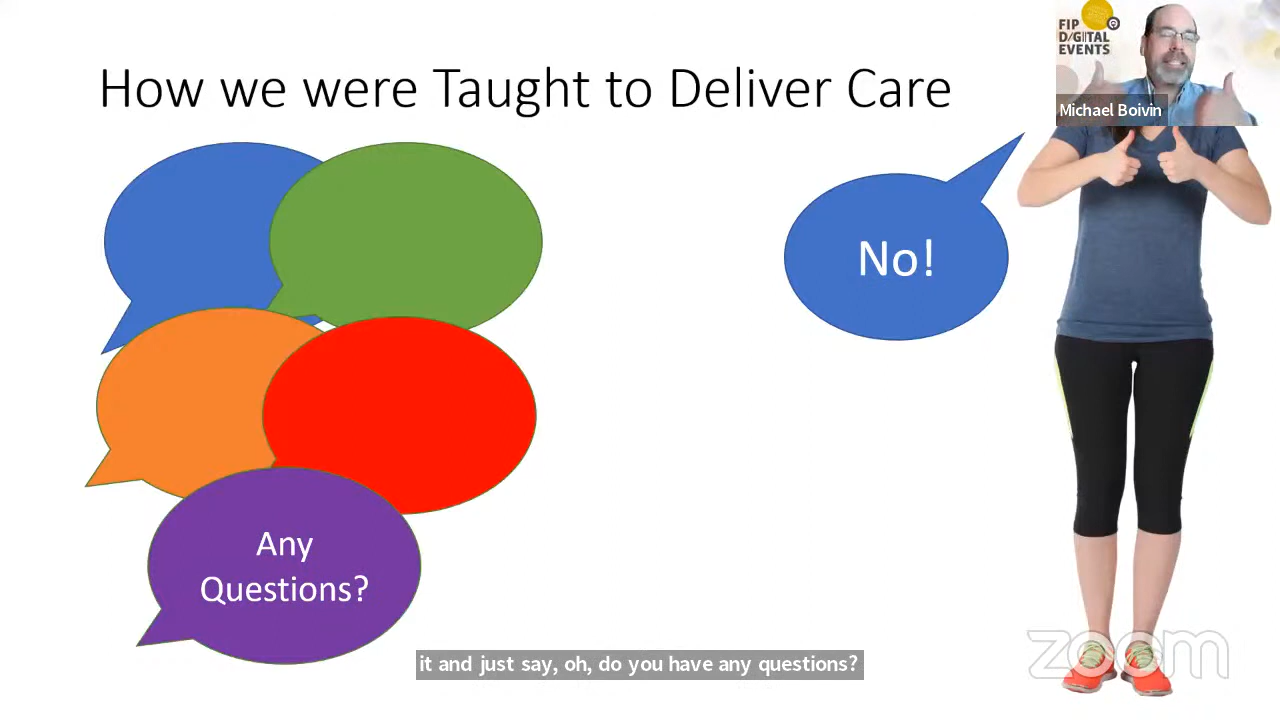 How we were Taught to Deliver Care
FIP
DIGITAL
EVENTS
Michael Boivin
No!
Any
Questions?
it and just say, oh, do you have any questions?
zoom